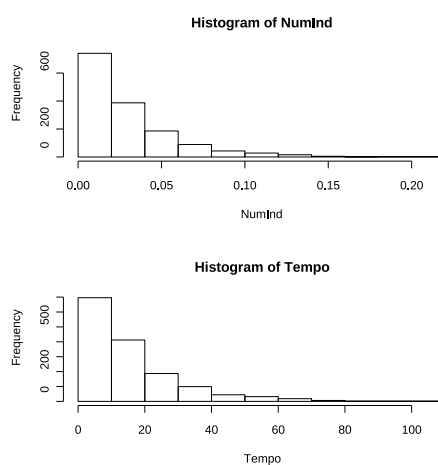 Histogram of NumInd
Frequency
0 200 600
0.00 0.05 0.10 0.15 0.20
NumInd
Histogram of Tempo
Frequency
0 200 500
0 20 40 60 80 100
Tempo